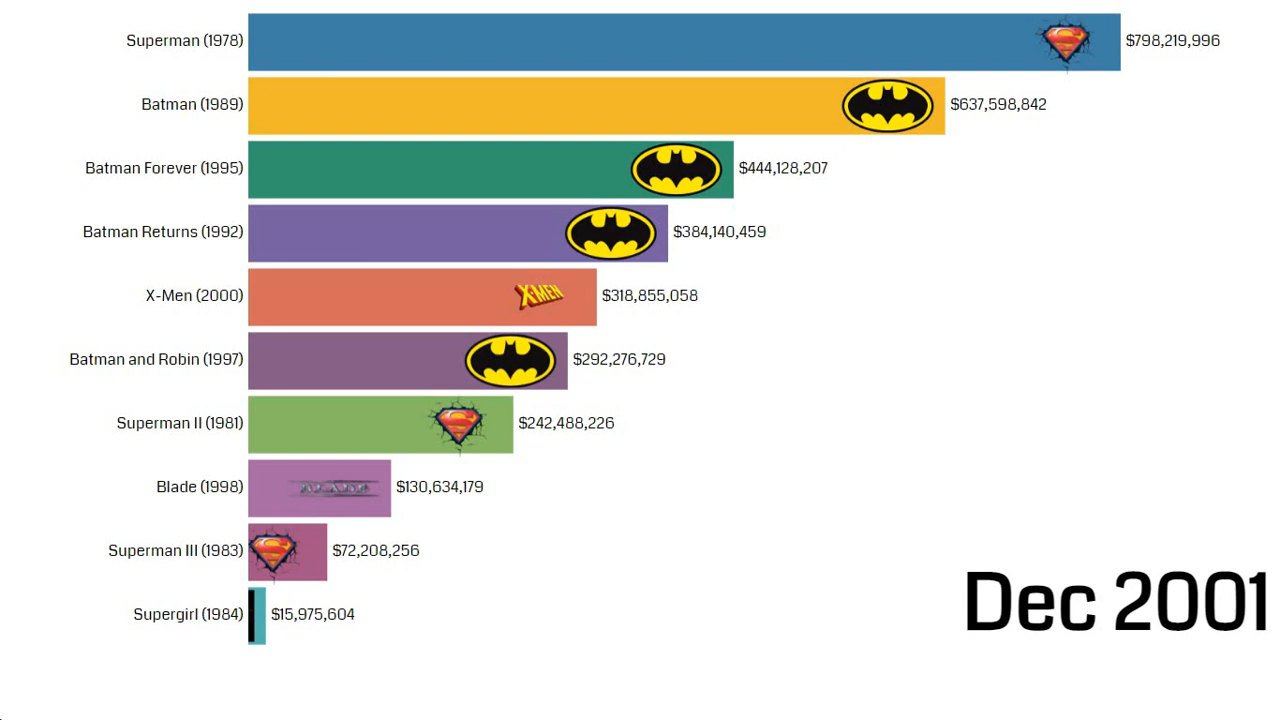 Superman (1978) $798,219,996
Batman (1989) $637,598,842
Batman Forever (1995) $444,128,207
Batman Returns (1992) $384,140,459
X-Men (2000) X-MEN $318,855,058
Batman and Robin (1997) $292,276,729
Superman II (1981) $242,488,226
Blade (1998) BLADE $130,634,179
Superman III (1983) $72,208,256
Supergirl (1984) $15,975,604
Dec 2001